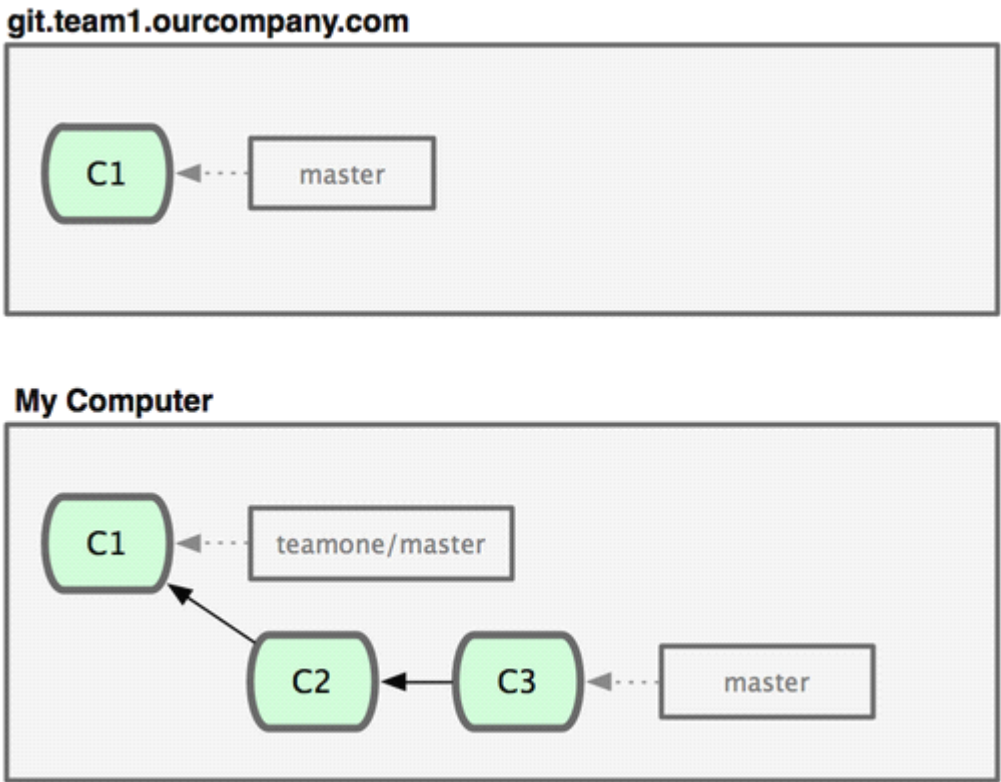 git.team1.ourcompany.com
C1
master
My Computer
C1
teamone/master
C2
C3
master